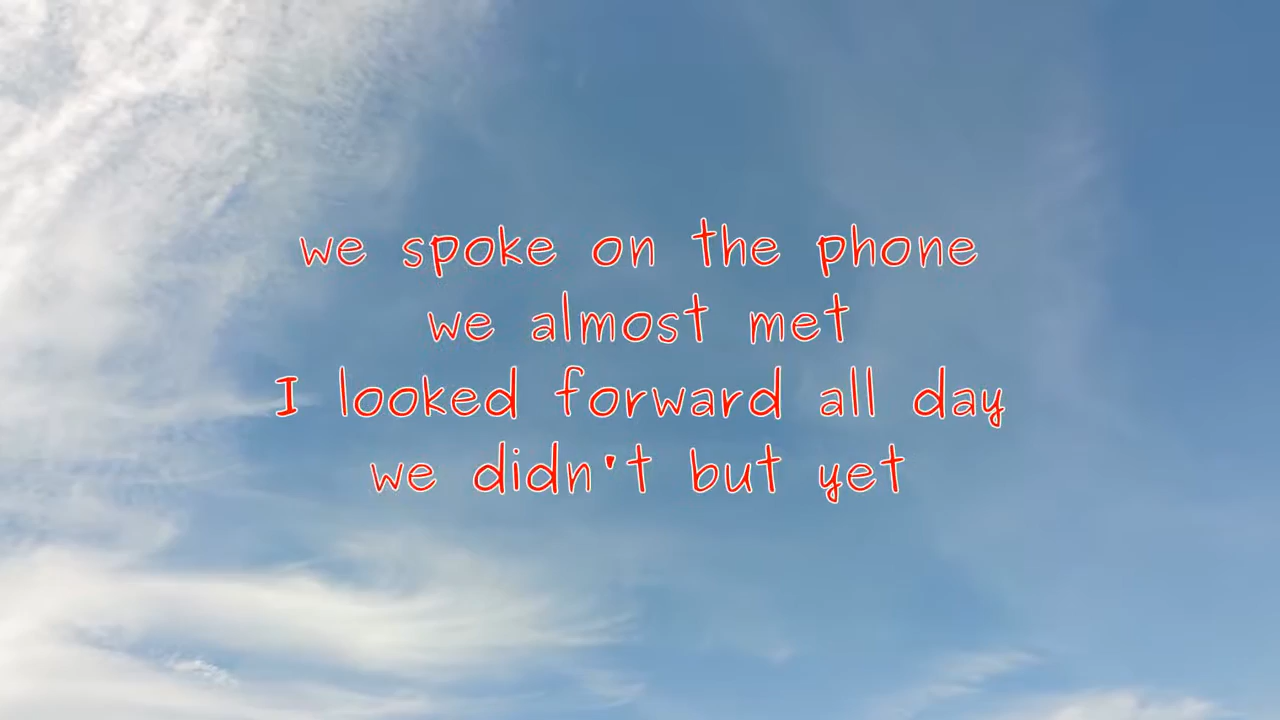 we spoke on the phone
we almost met
I looked forward all day
we didn't but yet